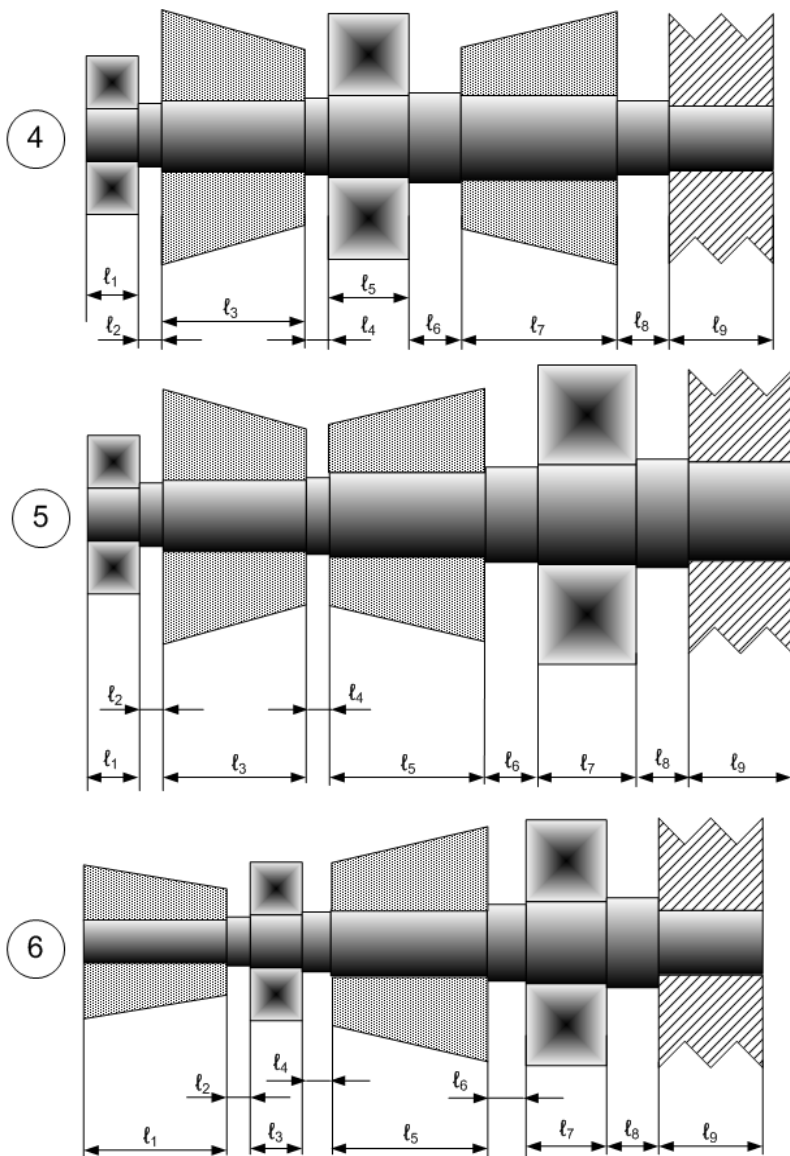 4
ℓ₁
ℓ₂ ℓ₃ ℓ₄ ℓ₅ ℓ₆ ℓ₇ ℓ₈ ℓ₉
5
ℓ₂ ℓ₄
ℓ₁ ℓ₃ ℓ₅ ℓ₆ ℓ₇ ℓ₈ ℓ₉
6
ℓ₄
ℓ₂ ℓ₆
ℓ₁ ℓ₃ ℓ₅ ℓ₇ ℓ₈ ℓ₉